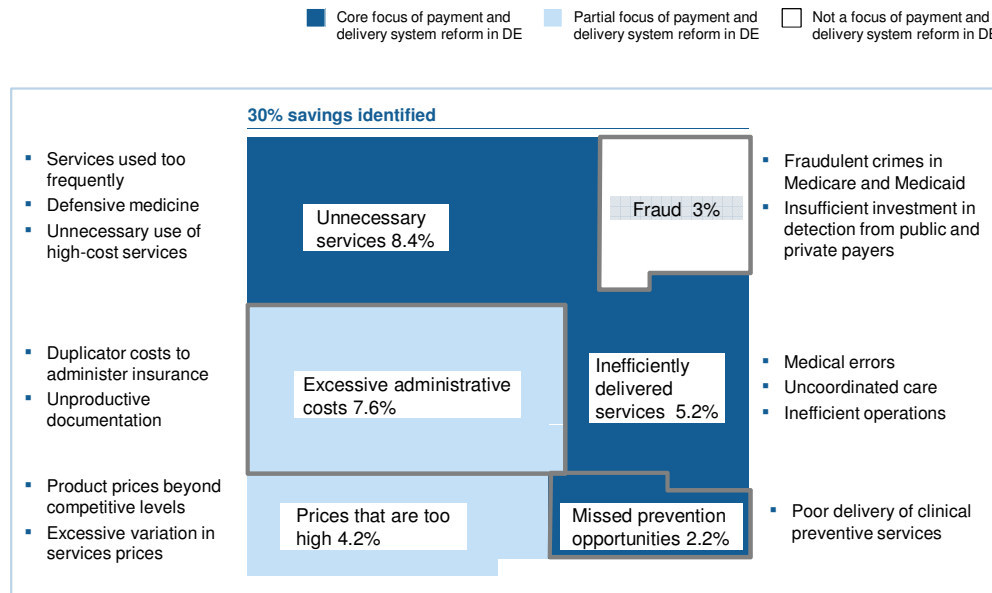 Core focus of payment and
delivery system reform in DE
Partial focus of payment and
delivery system reform in DE
Not a focus of payment and
delivery system reform in DE
30% savings identified
▪ Services used too
frequently
▪ Defensive medicine
▪ Unnecessary use of
high-cost services
Unnecessary
services 8.4%
Fraud 3%
▪ Fraudulent crimes in
Medicare and Medicaid
▪ Insufficient investment in
detection from public and
private payers
▪ Duplicator costs to
administer insurance
▪ Unproductive
documentation
Excessive administrative
costs 7.6%
Inefficiently
delivered
services 5.2%
▪ Medical errors
▪ Uncoordinated care
▪ Inefficient operations
▪ Product prices beyond
competitive levels
▪ Excessive variation in
services prices
Prices that are too
high 4.2%
Missed prevention
opportunities 2.2%
▪ Poor delivery of clinical
preventive services